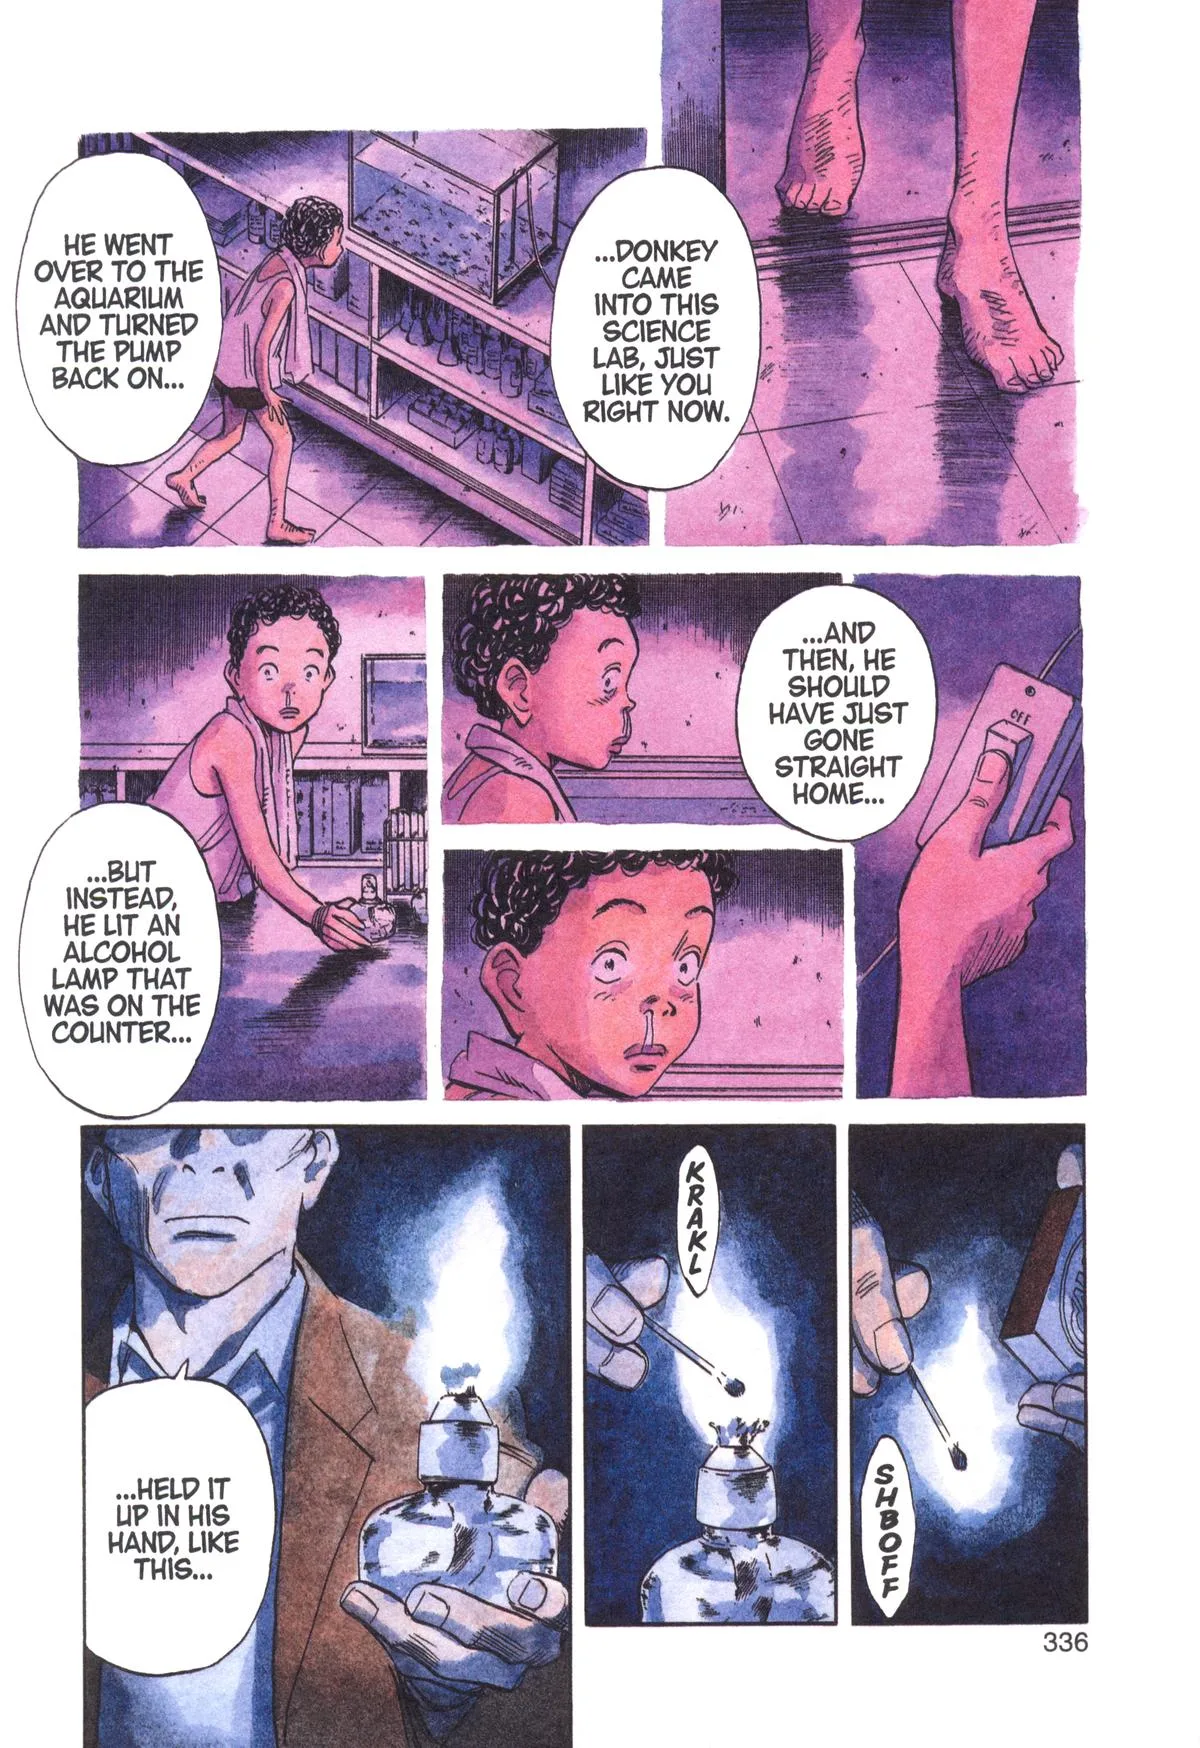 ...DONKEY
CAME
INTO THIS
SCIENCE
LAB, JUST
LIKE YOU
RIGHT NOW.
HE WENT
OVER TO THE
AQUARIUM
AND TURNED
THE PUMP
BACK ON...
OFF
...AND
THEN, HE
SHOULD
HAVE JUST
GONE
STRAIGHT
HOME...
...BUT
INSTEAD,
HE LIT AN
ALCOHOL
LAMP THAT
WAS ON THE
COUNTER...
SHBOFF
KRAKL
...HELD IT
UP IN HIS
HAND, LIKE
THIS...
336